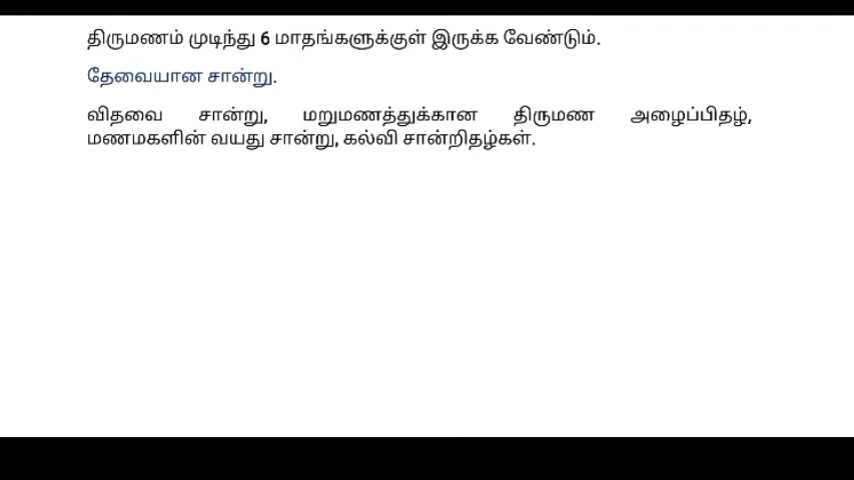 திருமணம் முடிந்து 6 மாதங்களுக்குள் இருக்க வேண்டும்.
தேவையான சான்று.
விதவை சான்று, மறுமணத்துக்கான திருமண அழைப்பிதழ்,
மணமகளின் வயது சான்று, கல்வி சான்றிதழ்கள்.